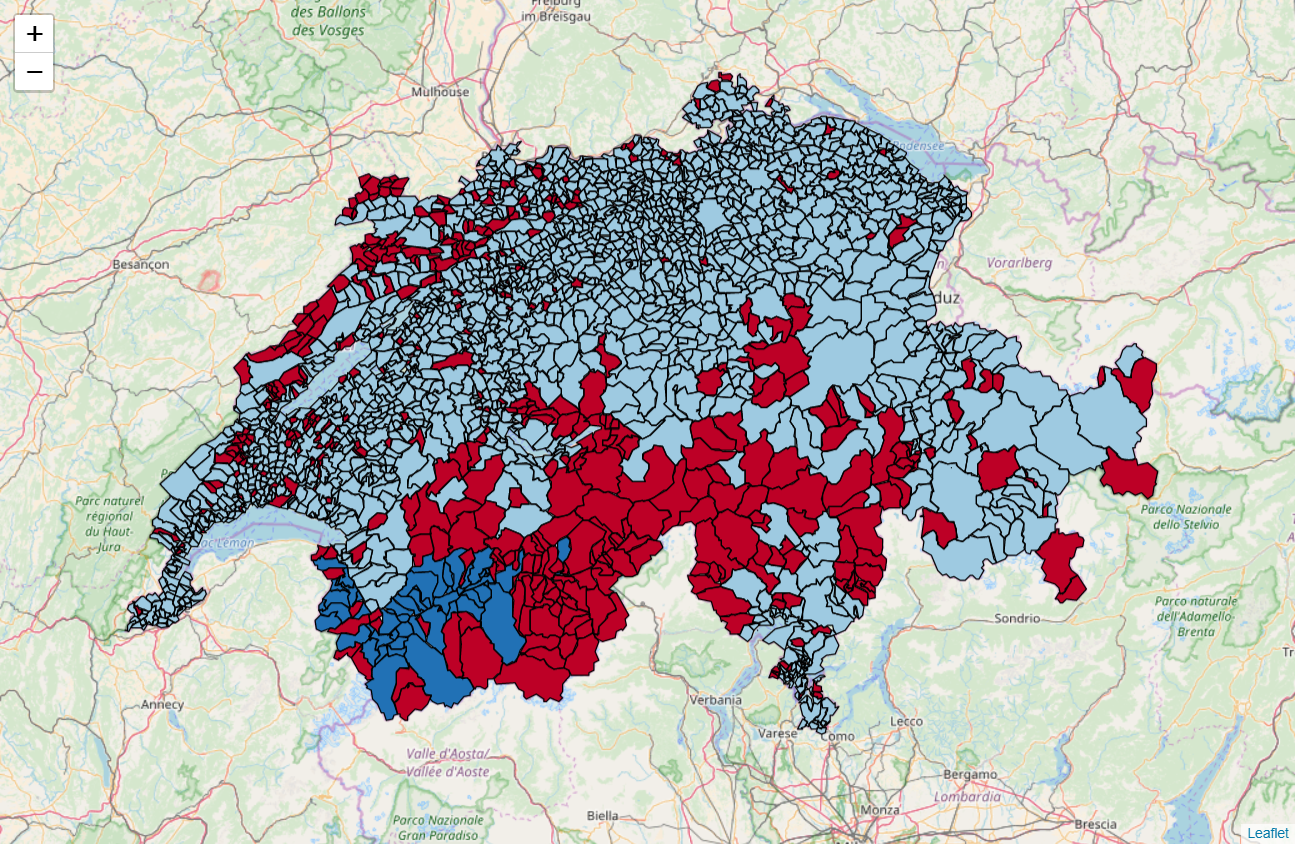 +
−
des Ballons
des Vosges
Freiburg
im Breisgau
Mulhouse
Bodensee
Besançon
Vorarlberg
duz
Parc naturel
régional
du Haut-
Jura
Parco Nazionale
dello Stelvio
Sondrio
Parco naturale
dell'Adamello-
Brenta
Tr
Annecy
Verbania
Varese
Como
Lecco
Valle d'Aosta/
Vallée d'Aoste
Bergamo
Lombardia
Biella
Monza
Brescia
Parco Nazionale
Gran Paradiso
Leaflet